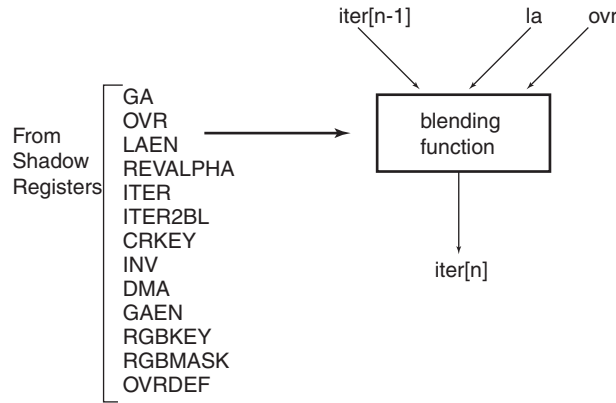 iter[n-1] la ovr
From
Shadow
Registers
GA
OVR
LAEN
REVALPHA
ITER
ITER2BL
CRKEY
INV
DMA
GAEN
RGBKEY
RGBMASK
OVRDEF
blending
function
iter[n]